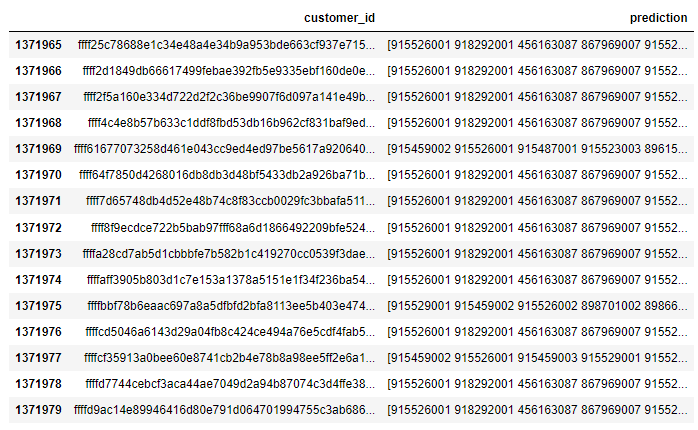 customer_id prediction
1371965 ffff25c78688e1c34e48a4e34b9a953bde663cf937e715... [915526001 918292001 456163087 867969007 91552...
1371966 ffff2d1849db66617499febae392fb5e9335ebf160de0e... [915526001 918292001 456163087 867969007 91552...
1371967 ffff2f5a160e334d722d2f2c36be9907f6d097a141e49b... [915526001 918292001 456163087 867969007 91552...
1371968 ffff4c4e8b57b633c1ddf8fbd53db16b962cf831baf9ed... [915526001 918292001 456163087 867969007 91552...
1371969 ffff61677073258d461e043cc9ed4ed97be5617a920640... [915459002 915526001 915487001 915523003 89615...
1371970 ffff64f7850d4268016db8db3d48bf5433db2a926ba71b... [915526001 918292001 456163087 867969007 91552...
1371971 ffff7d65748db4d52e48b74c8f83ccb0029fc3bbafa511... [915526001 918292001 456163087 867969007 91552...
1371972 ffff8f9ecdce722b5bab97fff68a6d1866492209bfe524... [915526001 918292001 456163087 867969007 91552...
1371973 ffffa28cd7ab5d1cbbbfe7b582b1c419270cc0539f3dae... [915526001 918292001 456163087 867969007 91552...
1371974 ffffaff3905b803d1c7e153a1378a5151e1f34f236ba54... [915526001 918292001 456163087 867969007 91552...
1371975 ffffbbf78b6eaac697a8a5dfbfd2bfa8113ee5b403e474... [915529001 915459002 915526002 898701002 89866...
1371976 ffffcd5046a6143d29a04fb8c424ce494a76e5cdf4fab5... [915526001 918292001 456163087 867969007 91552...
1371977 ffffcf35913a0bee60e8741cb2b4e78b8a98ee5ff2e6a1... [915459002 915526001 915459003 915529001 91552...
1371978 ffffd7744cebcf3aca44ae7049d2a94b87074c3d4ffe38... [915526001 918292001 456163087 867969007 91552...
1371979 ffffd9ac14e89946416d80e791d064701994755c3ab686... [915526001 918292001 456163087 867969007 91552...